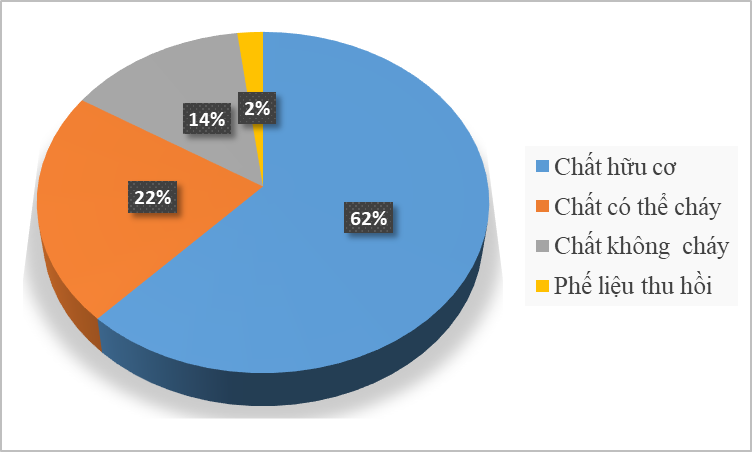 2%
14%
22%
62%
Chất hữu cơ
Chất có thể cháy
Chất không cháy
Phế liệu thu hồi